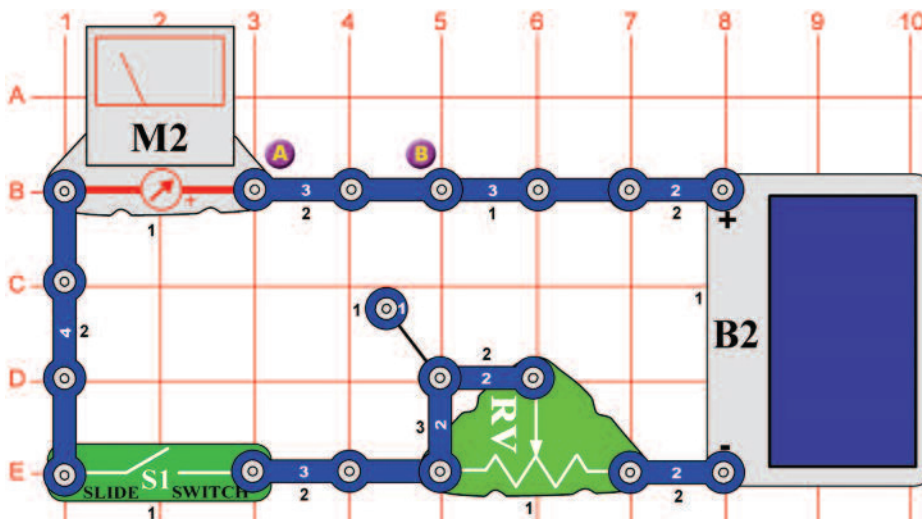 1 2 3 4 5 6 7 8 9 10
A
M2
A B
B 3 3 2
+
2 1 2 +
1
C
1 1
4 2 1
B2
2
D 2
RV
3 2
-
E S1 3 2
SLIDE SWITCH 2 2
1 1